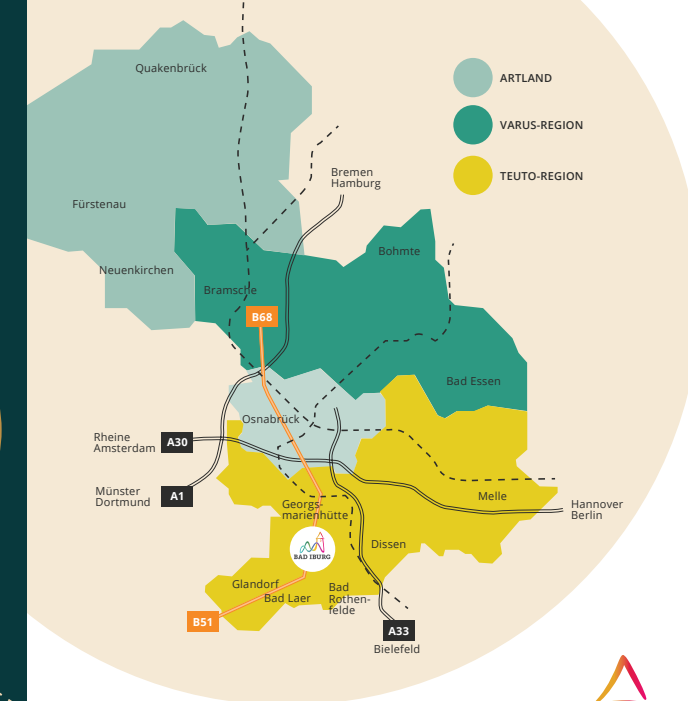 Quakenbrück
ARTLAND
VARUS-REGION
TEUTO-REGION
Bremen
Hamburg
Fürstenau
Bohmte
Neuenkirchen
Bramsche
B68
Bad Essen
Osnabrück
Rheine
Amsterdam
A30
Münster
Dortmund
A1
Melle
Georgs-
marienhütte
Hannover
Berlin
Dissen
BAD IBURG
Glandorf
Bad Laer
Bad
Rothen-
felde
B51
A33
Bielefeld